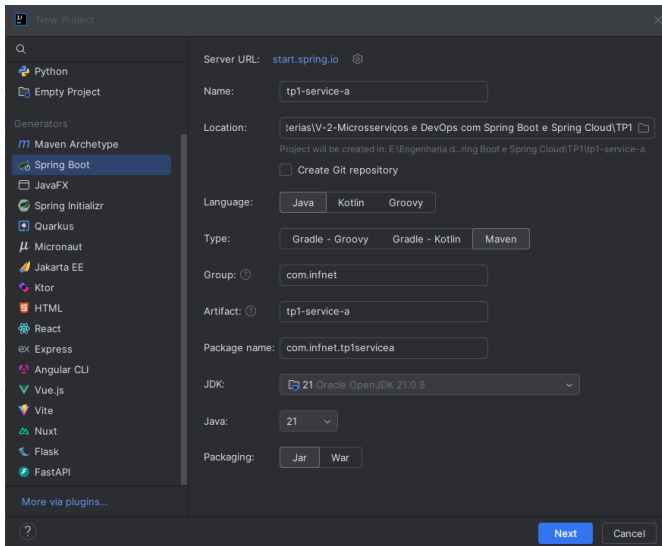 New Project
Python
Empty Project
Generators
Maven Archetype
Spring Boot
JavaFX
Spring Initializr
Quarkus
Micronaut
Jakarta EE
Ktor
HTML
React
Express
Angular CLI
Vue.js
Vite
Nuxt
Flask
FastAPI
More via plugins...
Server URL: start.spring.io
Name: tp1-service-a
Location: :terias\V-2-Microsserviços e DevOps com Spring Boot e Spring Cloud\TP1
Project will be created in: E:\Engenharia d...ring Boot e Spring Cloud\TP1\tp1-service-a
Create Git repository
Language: Java Kotlin Groovy
Type: Gradle - Groovy Gradle - Kotlin Maven
Group: com.infnet
Artifact: tp1-service-a
Package name: com.infnet.tp1servicea
JDK: 21 Oracle OpenJDK 21.0.8
Java: 21
Packaging: Jar War
Next Cancel